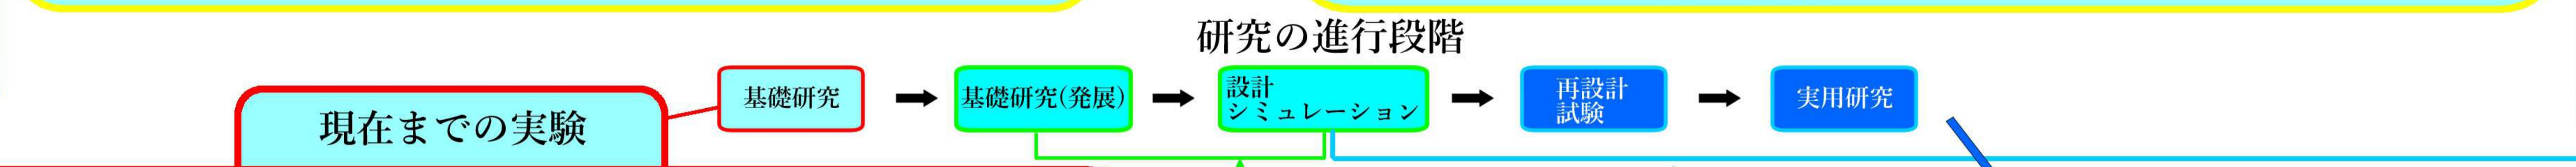 研究の進行段階
基礎研究
基礎研究(発展)
設計
シミュレーション
再設計
試験
実用研究
現在までの実験